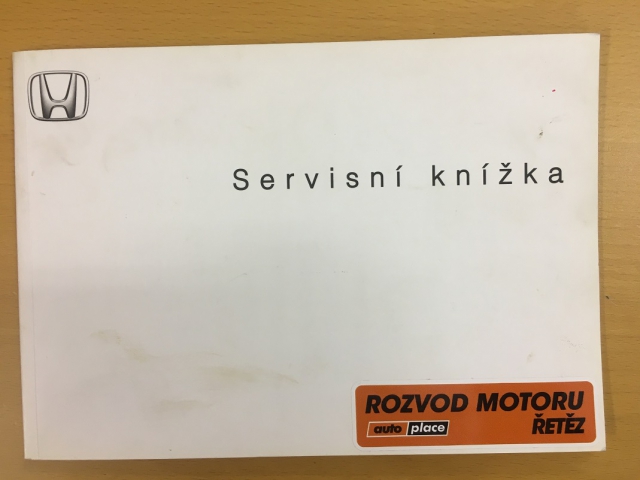 Servisní knížka
ROZVOD MOTORU
auto place ŘETĚZ